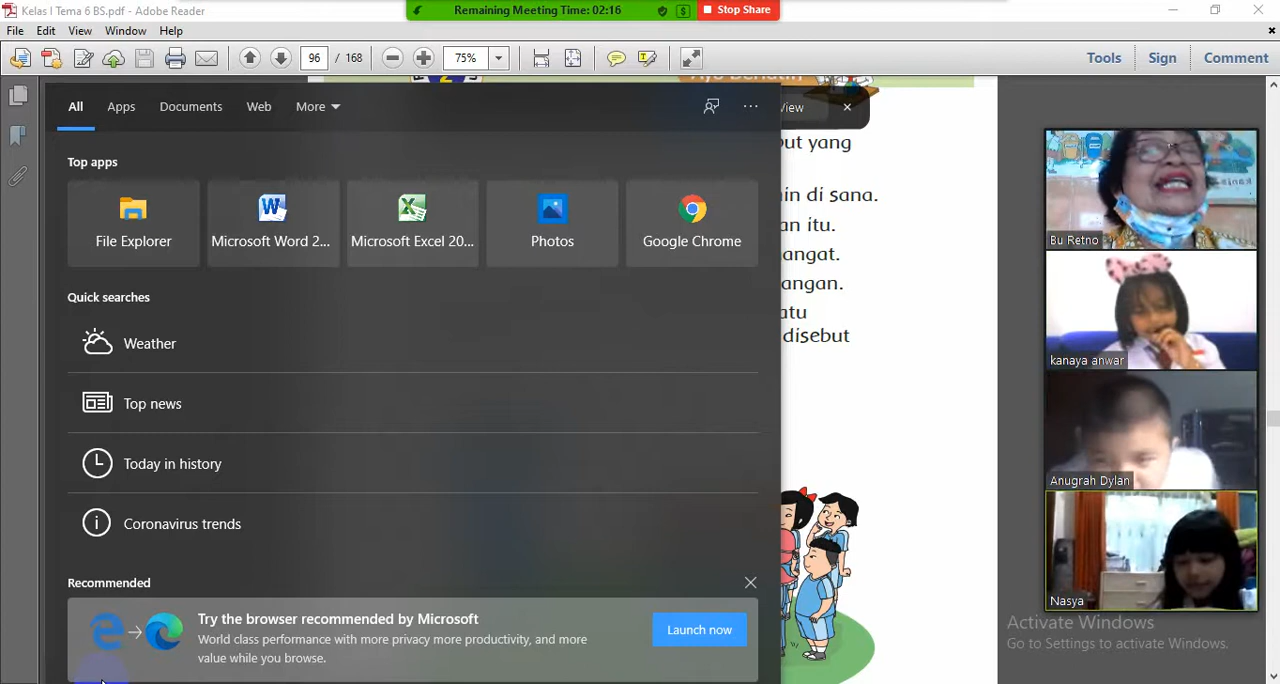 Kelas I Tema 6 BS.pdf - Adobe Reader
Remaining Meeting Time: 02:16
Stop Share
File Edit View Window Help
96 / 168
75%
Tools Sign Comment
All Apps Documents Web More
View
put yang
Top apps
File Explorer
Microsoft Word 2...
Microsoft Excel 20...
Photos
Google Chrome
in di sana.
an itu.
angat.
angan.
atu
disebut
Quick searches
Weather
Top news
Today in history
Coronavirus trends
Recommended
Try the browser recommended by Microsoft
World class performance with more privacy more productivity, and more
value while you browse.
Launch now
Bu Retno
kanaya anwar
Anugrah Dylan
Nasya
Activate Windows
Go to Settings to activate Windows.